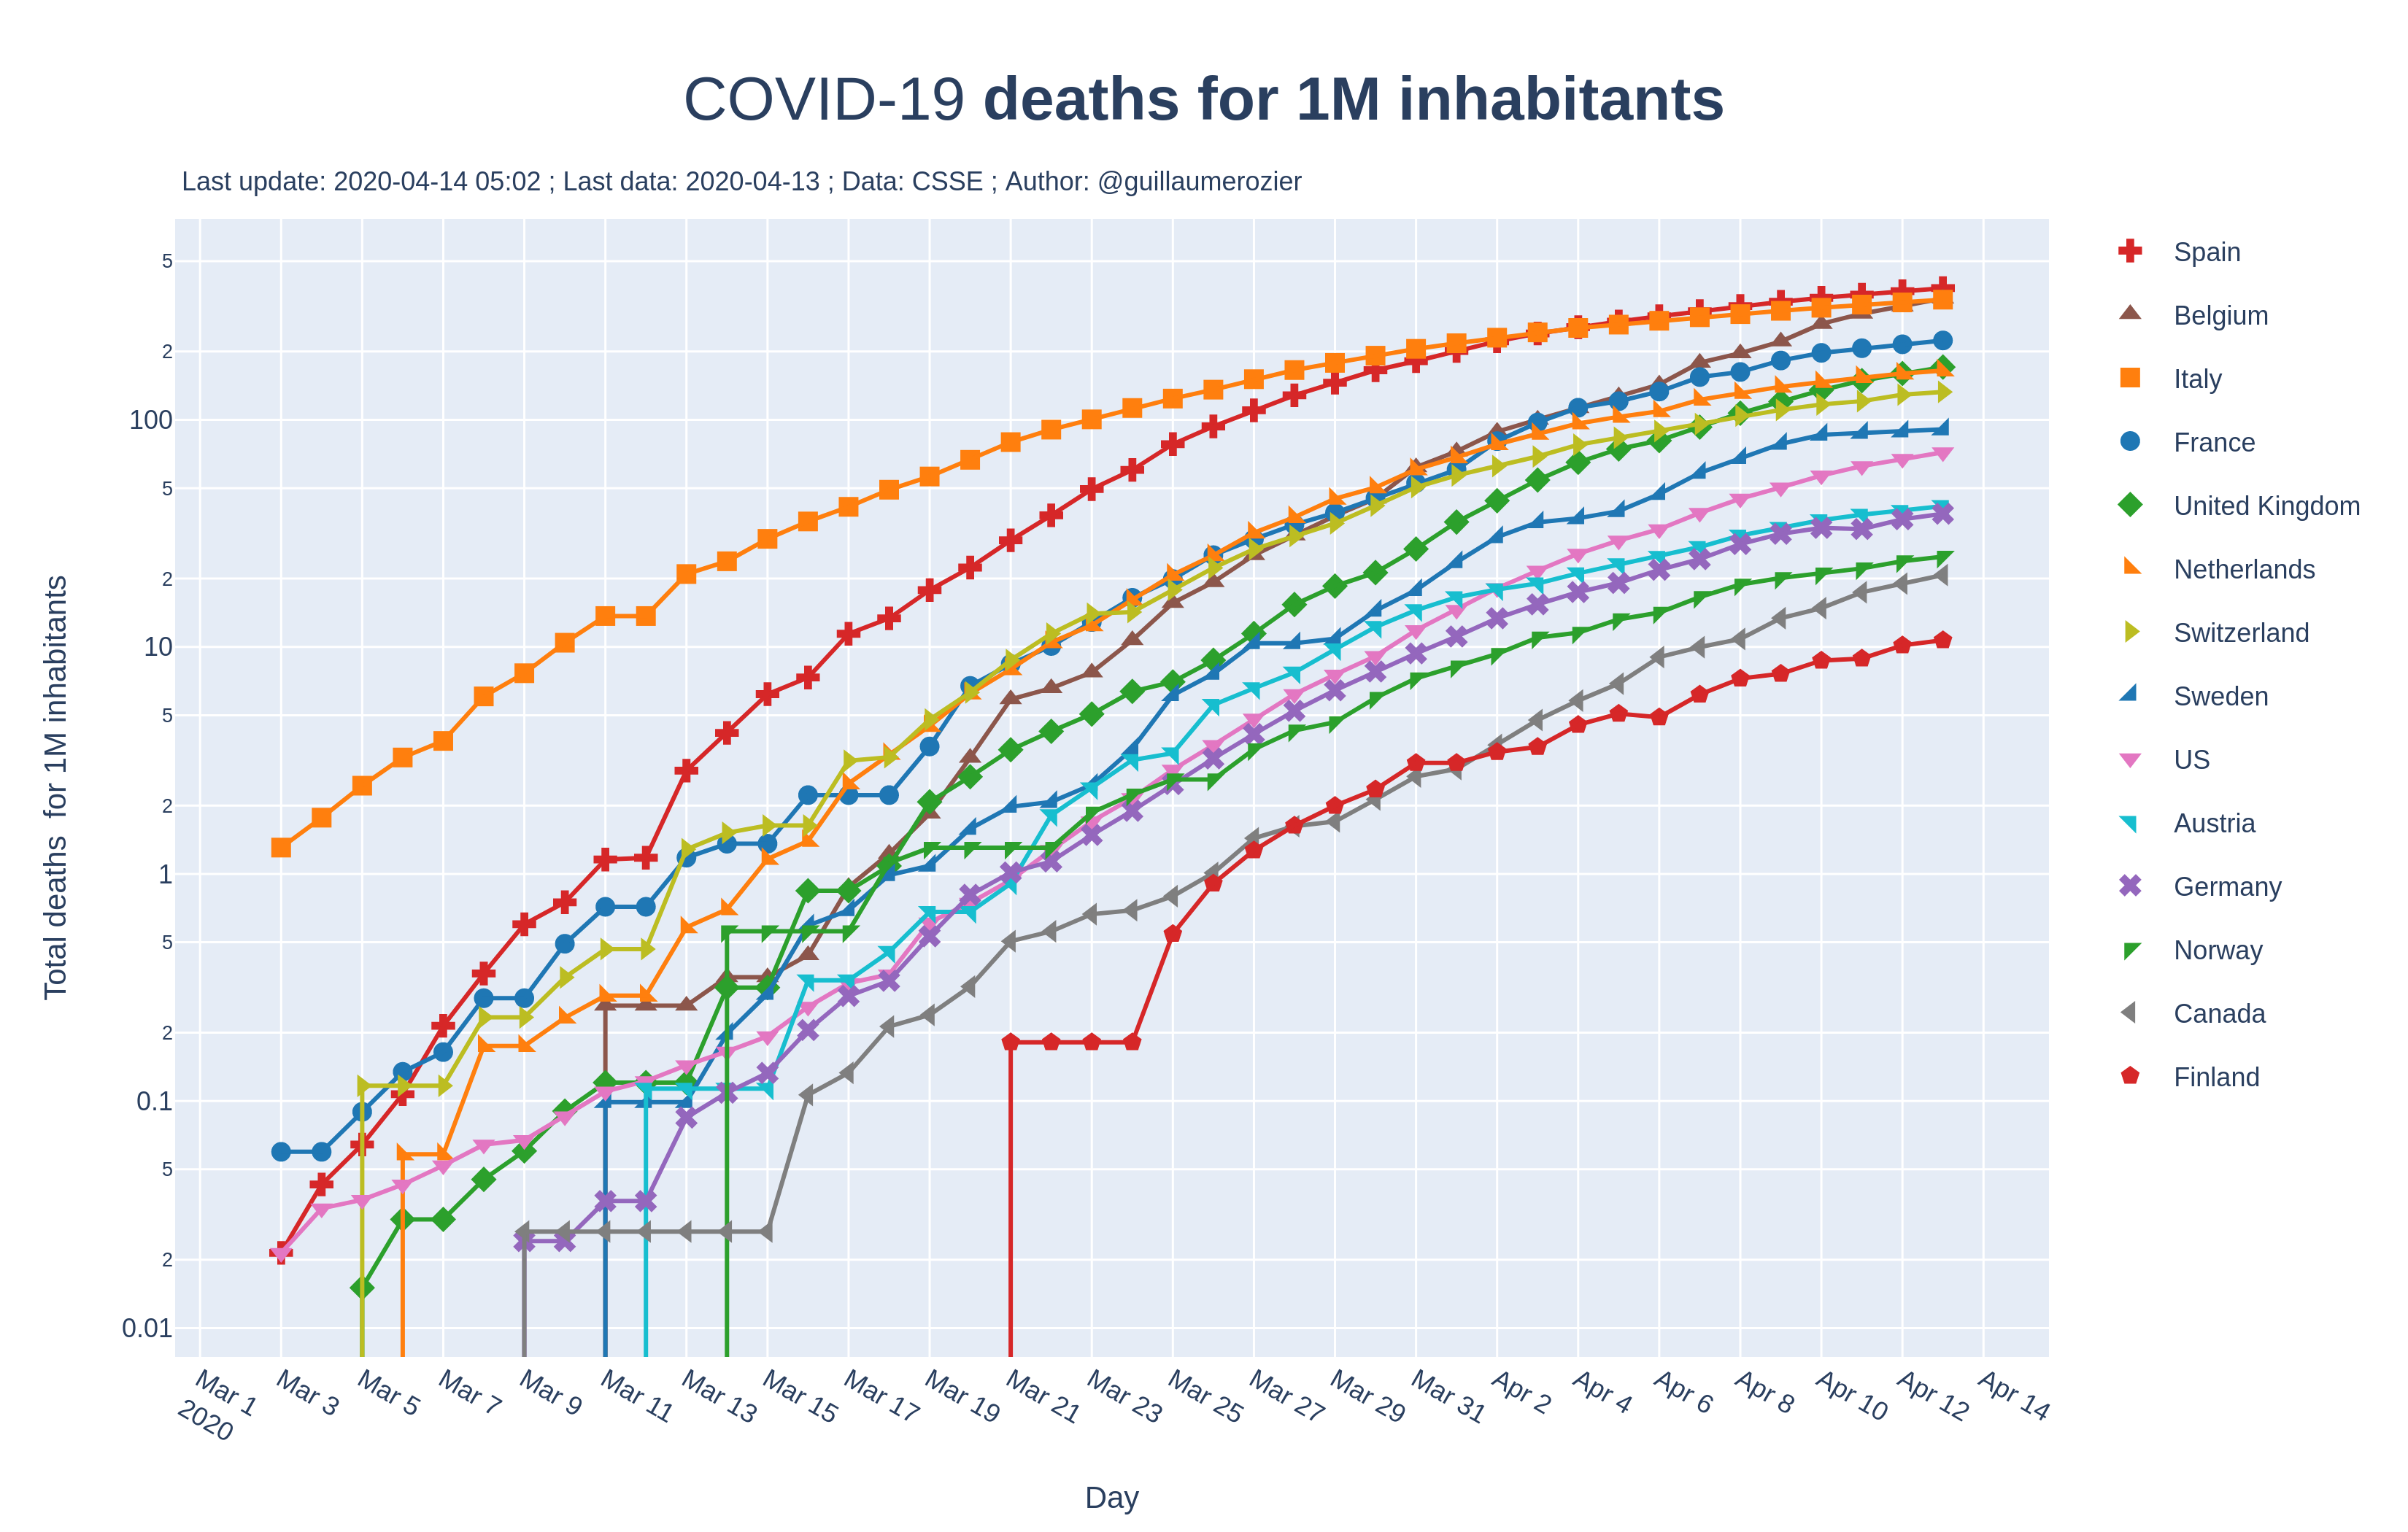 COVID-19 deaths for 1M inhabitants
Last update: 2020-04-14 05:02 ; Last data: 2020-04-13 ; Data: CSSE ; Author: @guillaumerozier
Total deaths for 1M inhabitants
5
2
100
5
2
10
5
2
1
5
2
0.1
5
2
0.01
Mar 1
2020
Mar 3
Mar 5
Mar 7
Mar 9
Mar 11
Mar 13
Mar 15
Mar 17
Mar 19
Mar 21
Mar 23
Mar 25
Mar 27
Mar 29
Mar 31
Apr 2
Apr 4
Apr 6
Apr 8
Apr 10
Apr 12
Apr 14
Day
Spain
Belgium
Italy
France
United Kingdom
Netherlands
Switzerland
Sweden
US
Austria
Germany
Norway
Canada
Finland